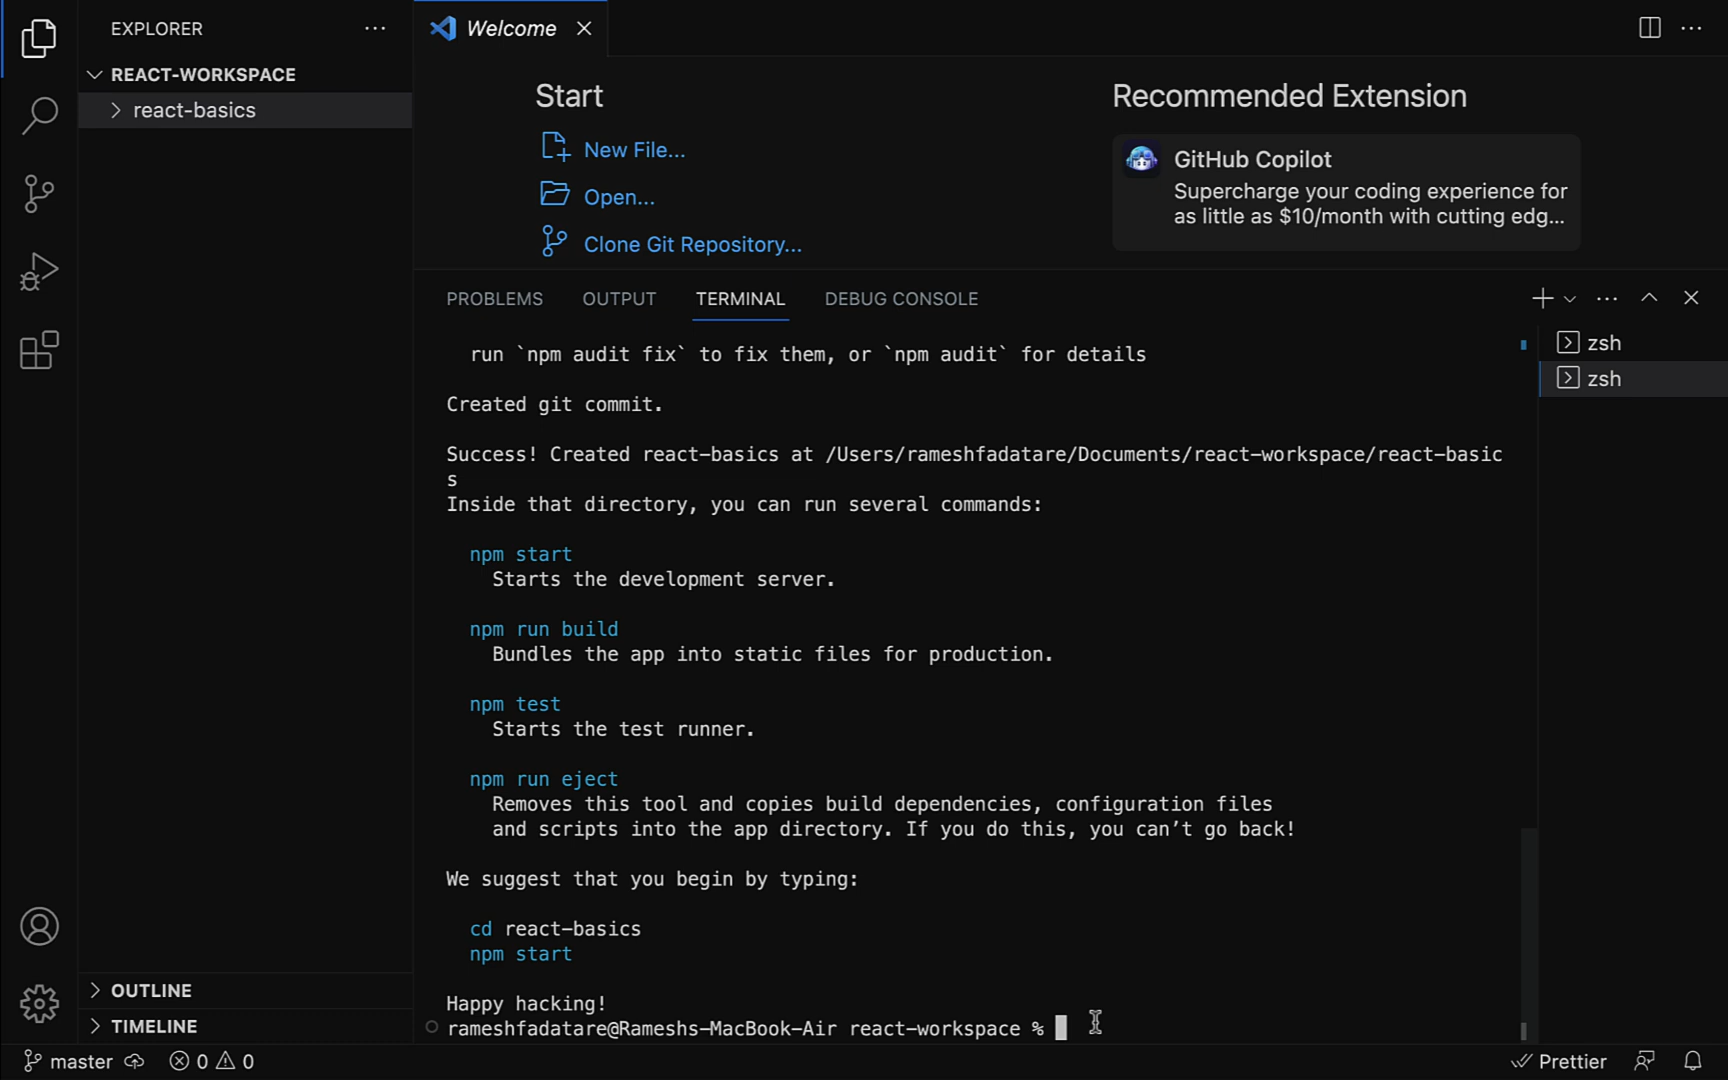 EXPLORER
REACT-WORKSPACE
react-basics
OUTLINE
TIMELINE
Welcome
Start
New File...
Open...
Clone Git Repository...
Recommended Extension
GitHub Copilot
Supercharge your coding experience for
as little as $10/month with cutting edg...
PROBLEMS OUTPUT TERMINAL DEBUG CONSOLE
zsh
zsh
run `npm audit fix` to fix them, or `npm audit` for details
Created git commit.
Success! Created react-basics at /Users/rameshfadatare/Documents/react-workspace/react-basic
s
Inside that directory, you can run several commands:
npm start
Starts the development server.
npm run build
Bundles the app into static files for production.
npm test
Starts the test runner.
npm run eject
Removes this tool and copies build dependencies, configuration files
and scripts into the app directory. If you do this, you can’t go back!
We suggest that you begin by typing:
cd react-basics
npm start
Happy hacking!
rameshfadatare@Rameshs-MacBook-Air react-workspace %
master 0 0 Prettier